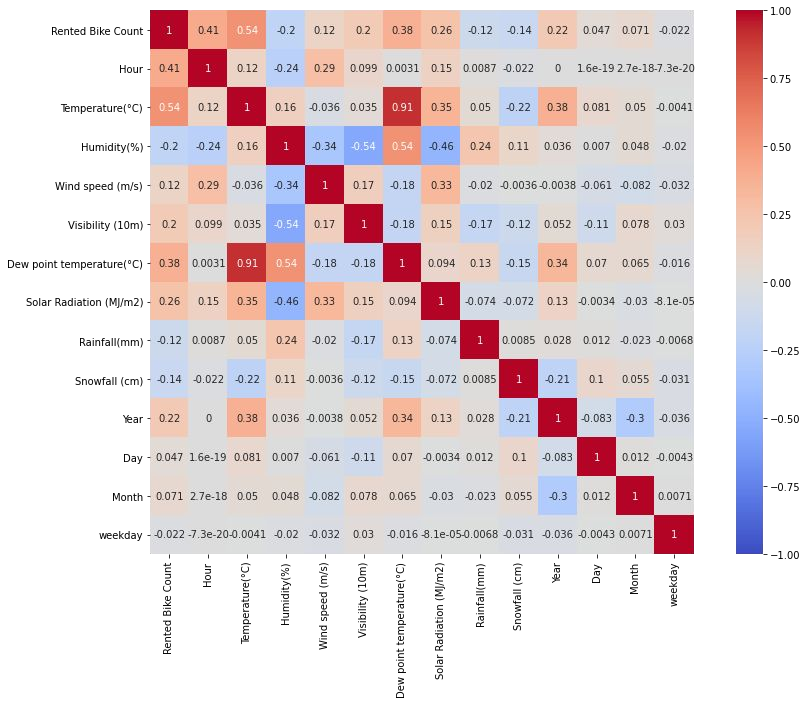 Rented Bike Count 1 0.41 0.54 -0.2 0.12 0.2 0.38 0.26 -0.12 -0.14 0.22 0.047 0.071 -0.022
Hour 0.41 1 0.12 -0.24 0.29 0.099 0.0031 0.15 0.0087 -0.022 0 1.6e-19 2.7e-18 -7.3e-20
Temperature(°C) 0.54 0.12 1 0.16 -0.036 0.035 0.91 0.35 0.05 -0.22 0.38 0.081 0.05 -0.0041
Humidity(%) -0.2 -0.24 0.16 1 -0.34 -0.54 0.54 -0.46 0.24 0.11 0.036 0.007 0.048 -0.02
Wind speed (m/s) 0.12 0.29 -0.036 -0.34 1 0.17 -0.18 0.33 -0.02 -0.0036 -0.0038 -0.061 -0.082 -0.032
Visibility (10m) 0.2 0.099 0.035 -0.54 0.17 1 -0.18 0.15 -0.17 -0.12 0.052 -0.11 0.078 0.03
Dew point temperature(°C) 0.38 0.0031 0.91 0.54 -0.18 -0.18 1 0.094 0.13 -0.15 0.34 0.07 0.065 -0.016
Solar Radiation (MJ/m2) 0.26 0.15 0.35 -0.46 0.33 0.15 0.094 1 -0.074 -0.072 0.13 -0.0034 -0.03 -8.1e-05
Rainfall(mm) -0.12 0.0087 0.05 0.24 -0.02 -0.17 0.13 -0.074 1 0.0085 0.028 0.012 -0.023 -0.0068
Snowfall (cm) -0.14 -0.022 -0.22 0.11 -0.0036 -0.12 -0.15 -0.072 0.0085 1 -0.21 0.1 0.055 -0.031
Year 0.22 0 0.38 0.036 -0.0038 0.052 0.34 0.13 0.028 -0.21 1 -0.083 -0.3 -0.036
Day 0.047 1.6e-19 0.081 0.007 -0.061 -0.11 0.07 -0.0034 0.012 0.1 -0.083 1 0.012 -0.0043
Month 0.071 2.7e-18 0.05 0.048 -0.082 0.078 0.065 -0.03 -0.023 0.055 -0.3 0.012 1 0.0071
weekday -0.022 -7.3e-20 -0.0041 -0.02 -0.032 0.03 -0.016 -8.1e-05 -0.0068 -0.031 -0.036 -0.0043 0.0071 1
Rented Bike Count
Hour
Temperature(°C)
Humidity(%)
Wind speed (m/s)
Visibility (10m)
Dew point temperature(°C)
Solar Radiation (MJ/m2)
Rainfall(mm)
Snowfall (cm)
Year
Day
Month
weekday
1.00
0.75
0.50
0.25
0.00
−0.25
−0.50
−0.75
−1.00